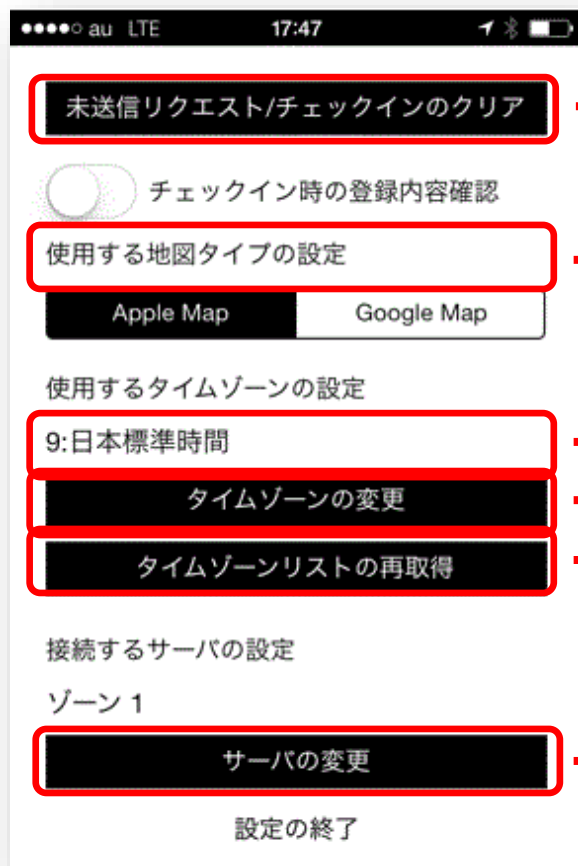 au LTE 17:47
未送信リクエスト/チェックインのクリア
チェックイン時の登録内容確認
使用する地図タイプの設定
Apple Map Google Map
使用するタイムゾーンの設定
9:日本標準時間
タイムゾーンの変更
タイムゾーンリストの再取得
接続するサーバの設定
ゾーン 1
サーバの変更
設定の終了